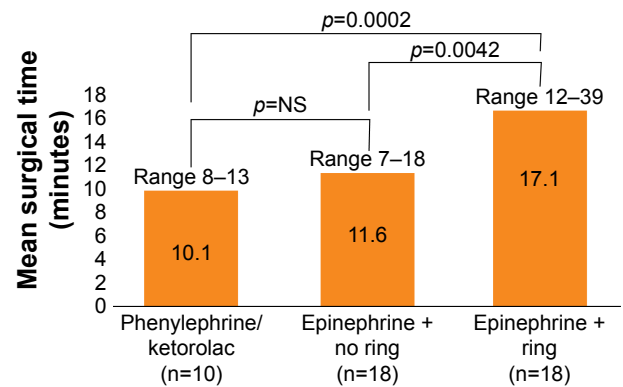 p=0.0002
p=0.0042
p=NS
Range 12–39
Range 7–18
Range 8–13
Mean surgical time
(minutes)
18
16
14
12
10
8
6
4
2
0
10.1
11.6
17.1
Phenylephrine/
ketorolac
(n=10)
Epinephrine +
no ring
(n=18)
Epinephrine +
ring
(n=18)